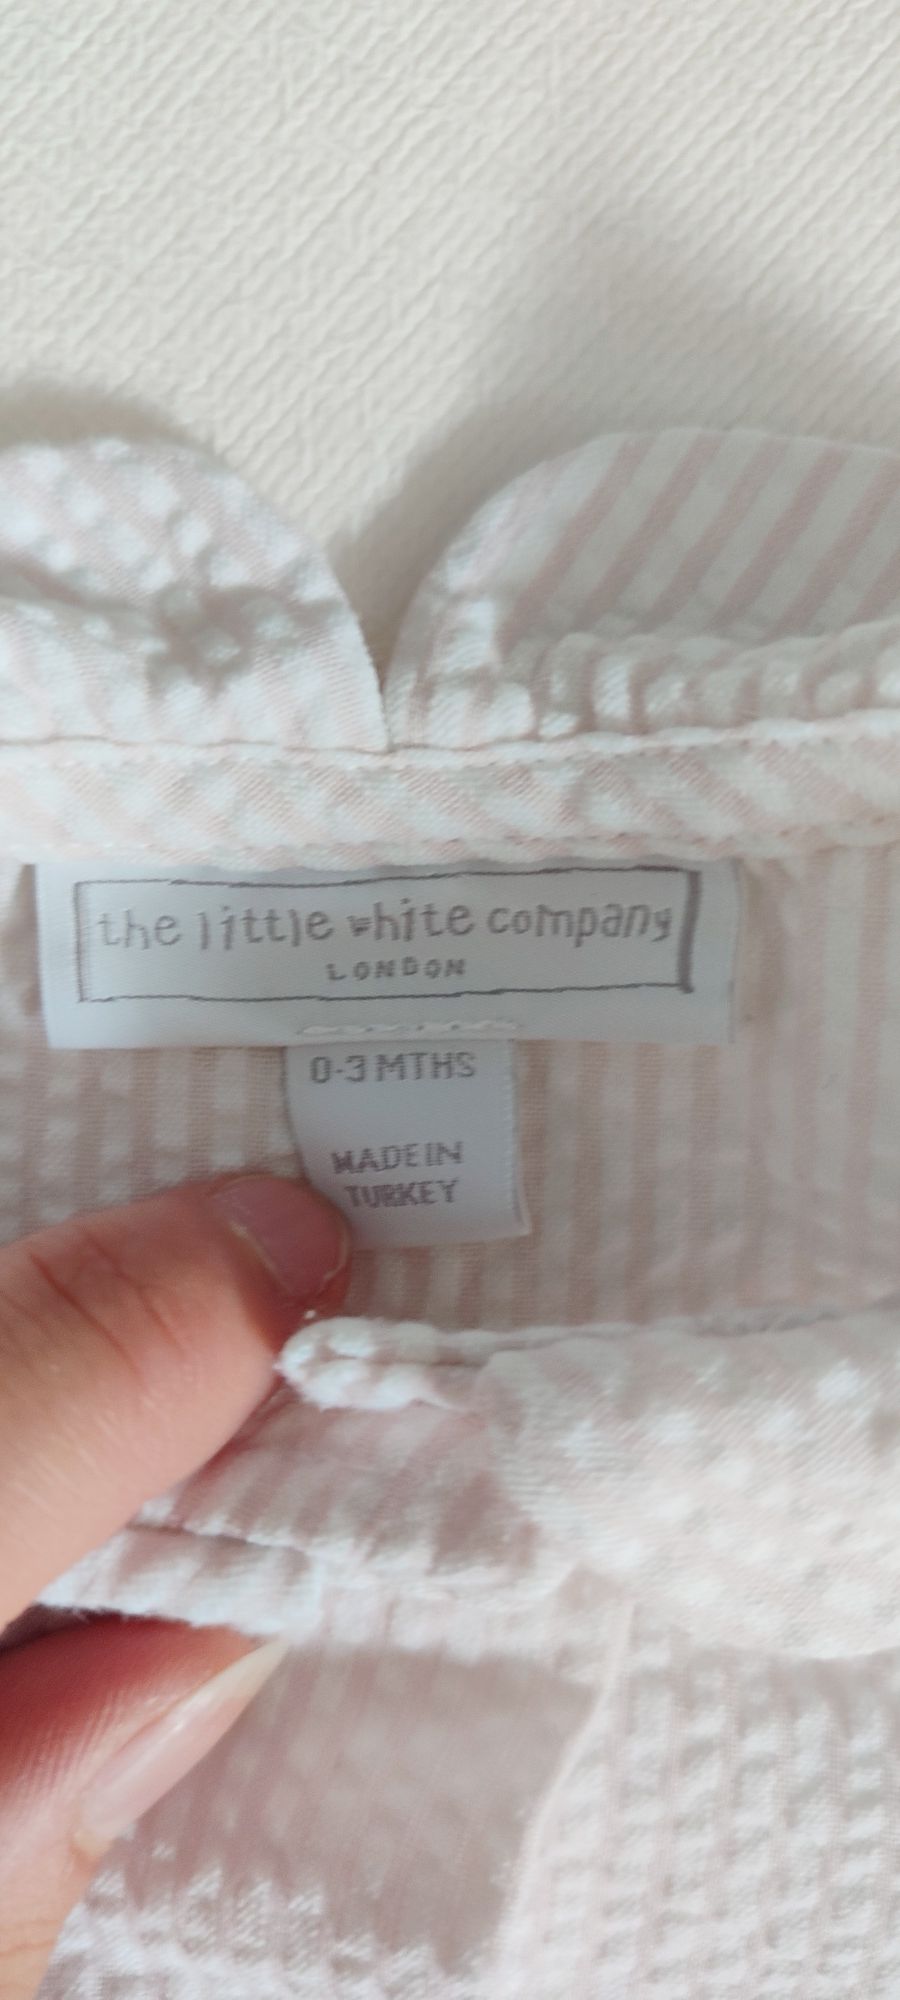 the little white company
LONDON
0-3 MTHS
MADE IN
TURKEY